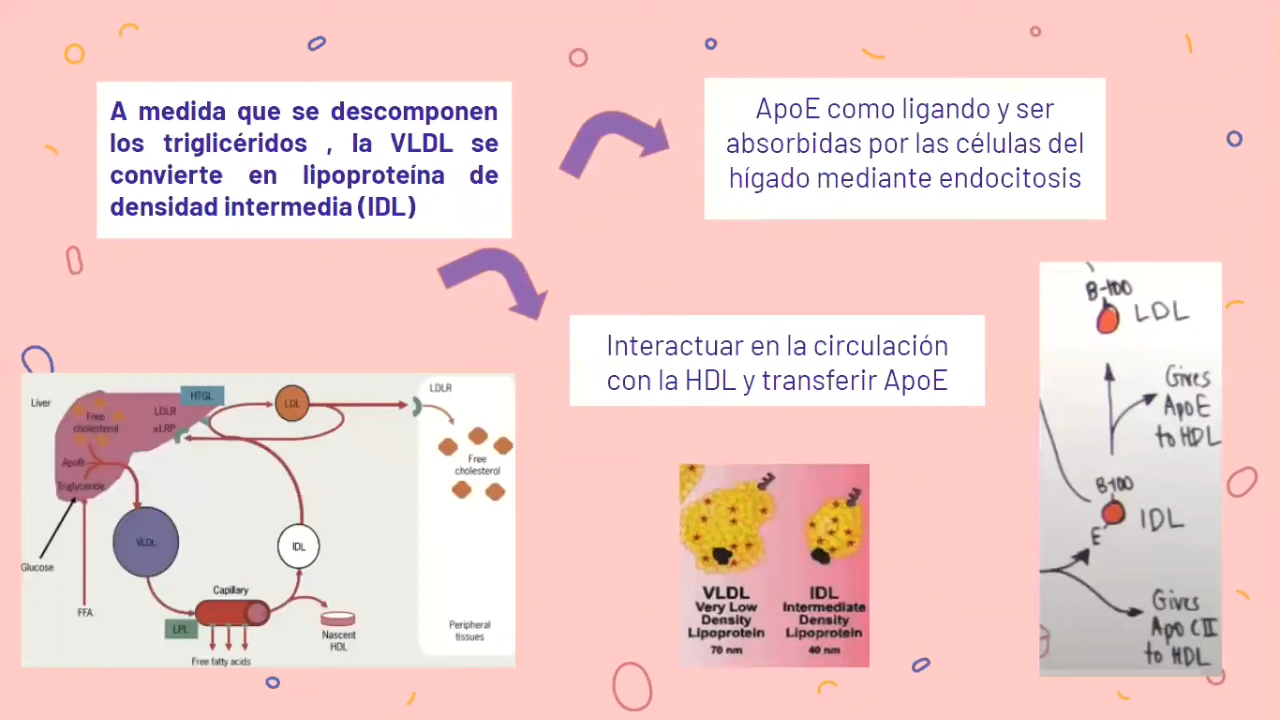 A medida que se descomponen
los triglicéridos , la VLDL se
convierte en lipoproteína de
densidad intermedia (IDL)
ApoE como ligando y ser
absorbidas por las células del
hígado mediante endocitosis
Interactuar en la circulación
con la HDL y transferir ApoE
Liver
Free
cholesterol
ApoB
Triglyceride
Glucose
FFA
VLDL
HTGL
LDLR
LDL
LDLR
Free
cholesterol
IDL
Capillary
LPL
Free fatty acids
Nascent
HDL
Peripheral
tissues
VLDL
Very Low
Density
Lipoprotein
70 nm
IDL
Intermediate
Density
Lipoprotein
40 nm
B-100
LDL
Gives
ApoE
to HDL
B-100
IDL
E
Gives
Apo CII
to HDL